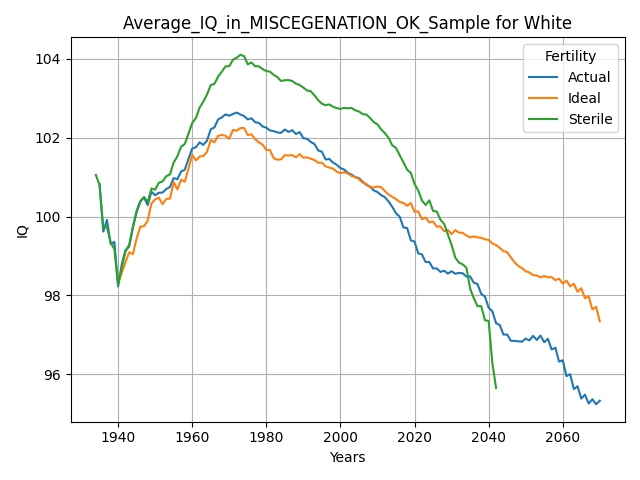 Average_IQ_in_MISCEGENATION_OK_Sample for White
Fertility
Actual
Ideal
Sterile
IQ
104
102
100
98
96
1940
1960
1980
2000
2020
2040
2060
Years